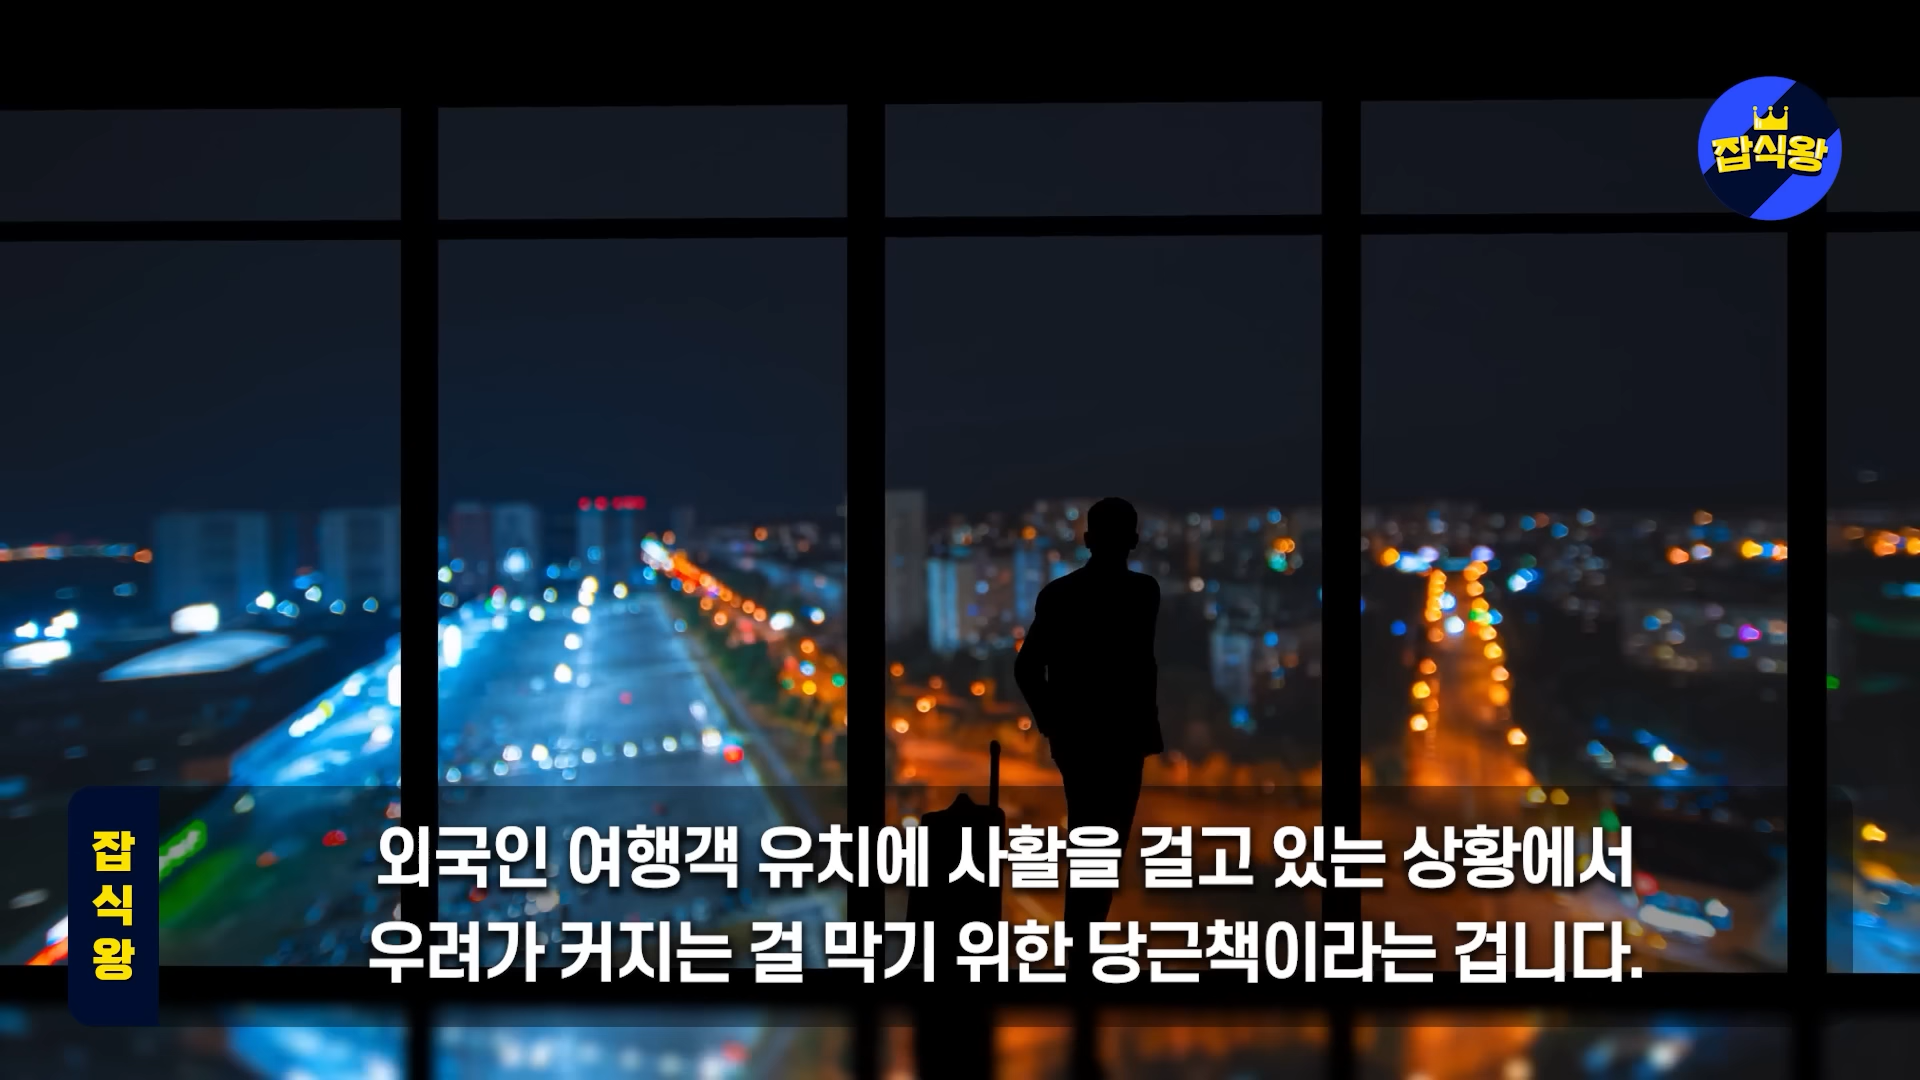 잡식왕
잡식왕
외국인 여행객 유치에 사활을 걸고 있는 상황에서
우려가 커지는 걸 막기 위한 당근책이라는 겁니다.